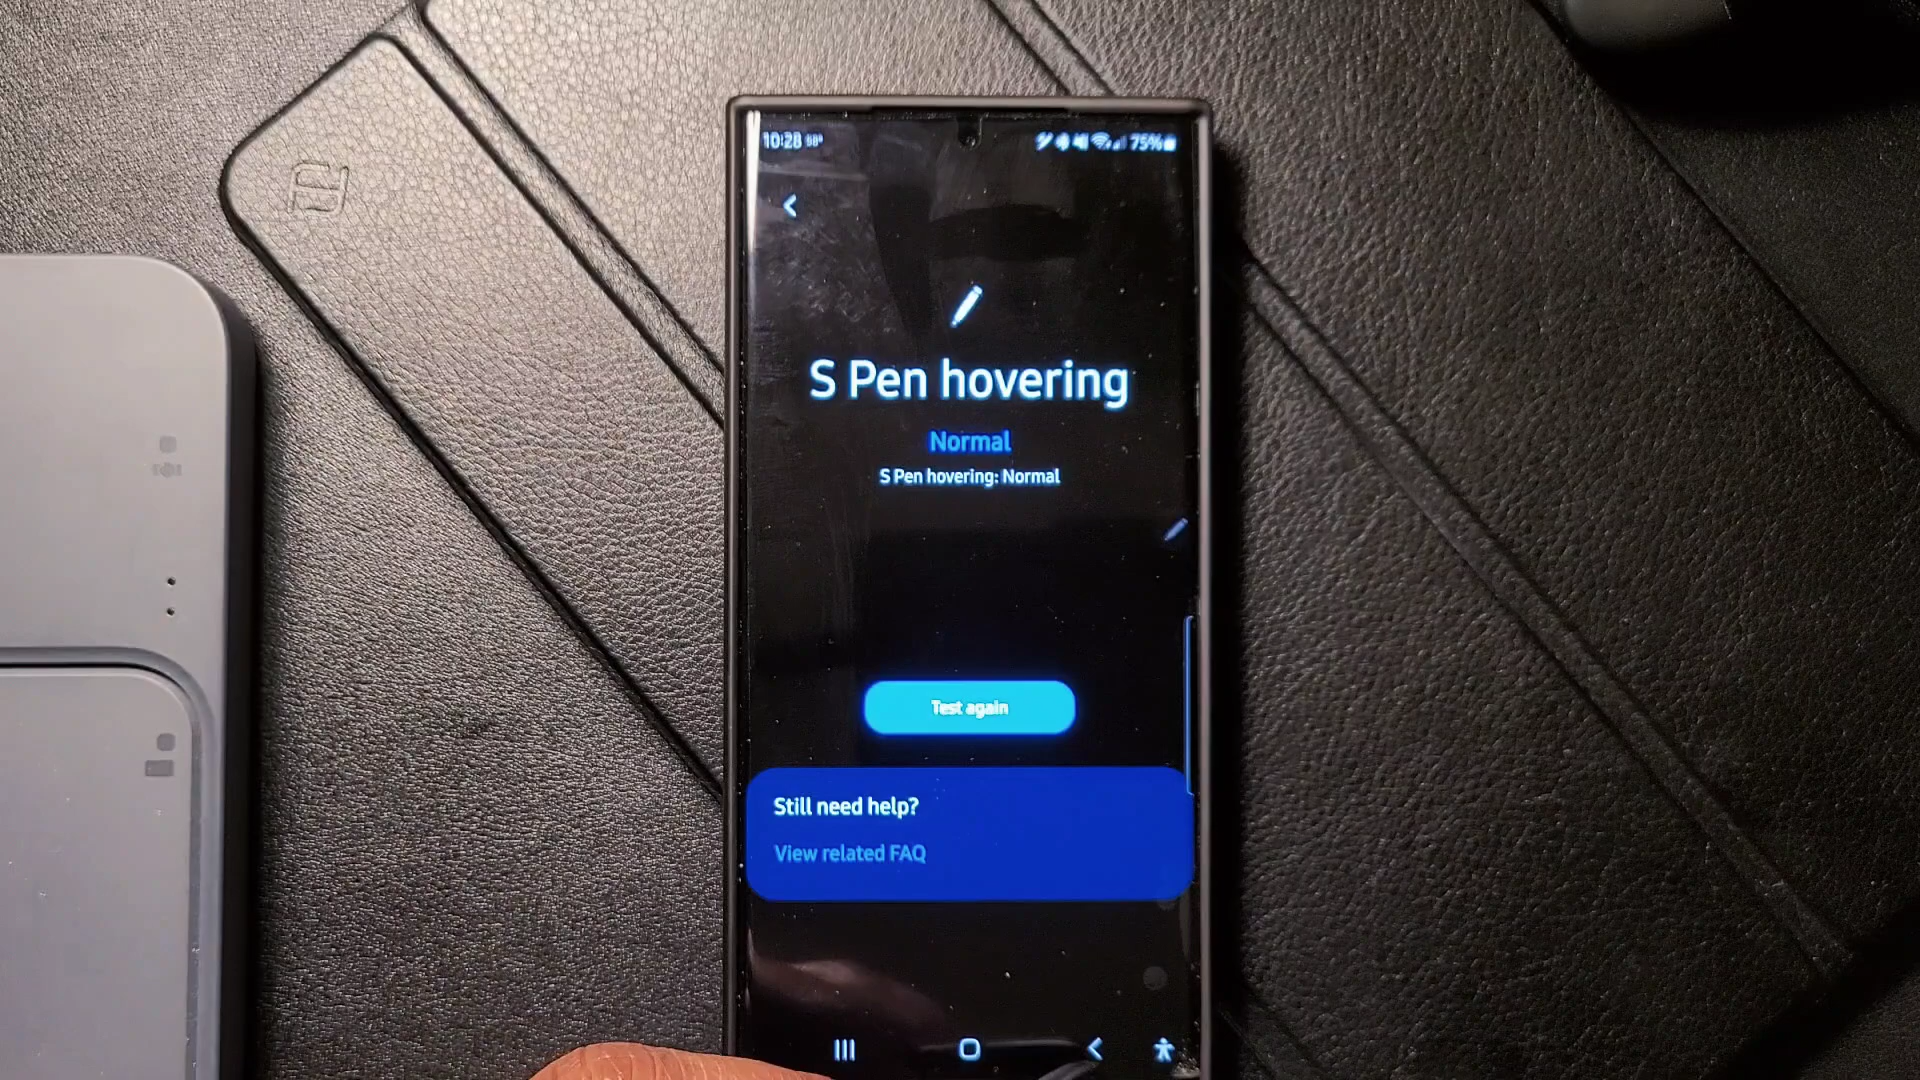 10:28
75%
S Pen hovering
Normal
S Pen hovering: Normal
Test again
Still need help?
View related FAQ